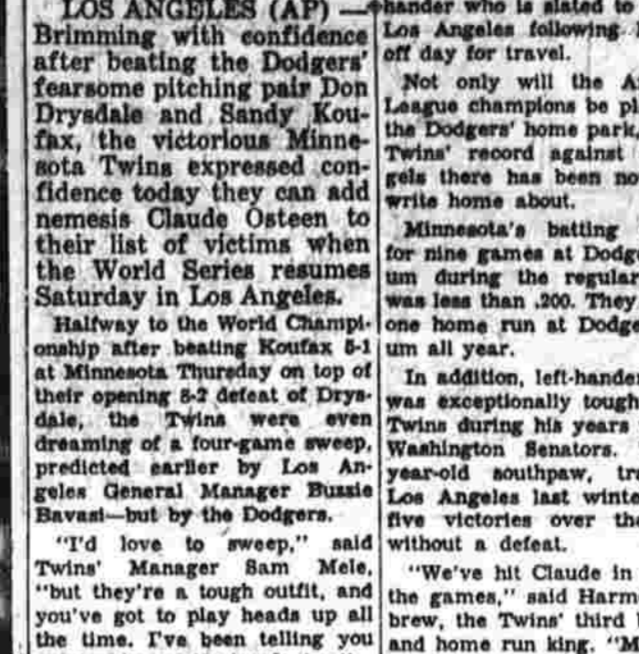 LOS ANGELES (AP) —
Brimming with confidence
after beating the Dodgers'
fearsome pitching pair Don
Drysdale and Sandy Kou-
fax, the victorious Minne-
sota Twins expressed con-
fidence today they can add
nemesis Claude Osteen to
their list of victims when
the World Series resumes
Saturday in Los Angeles.
Halfway to the World Champi-
onship after beating Koufax 5-1
at Minnesota Thursday on top of
their opening 8-2 defeat of Drys-
dale, the Twins were even
dreaming of a four-game sweep,
predicted earlier by Los An-
geles General Manager Buzzie
Bavasi—but by the Dodgers.
"I'd love to sweep," said
Twins' Manager Sam Mele,
"but they're a tough outfit, and
you've got to play heads up all
the time. I've been telling you
hander who is slated to
Los Angeles following
off day for travel.
Not only will the A
League champions be pl
the Dodgers' home park,
Twins' record against
gels there has been no
write home about.
Minnesota's batting
for nine games at Dodg
um during the regular
was less than .200. They
one home run at Dodge
um all year.
In addition, left-hander
was exceptionally tough
Twins during his years
Washington Senators.
year-old southpaw, tr
Los Angeles last winte
five victories over th
without a defeat.
"We've hit Claude in
the games," said Harm
brew, the Twins' third
and home run king. "M